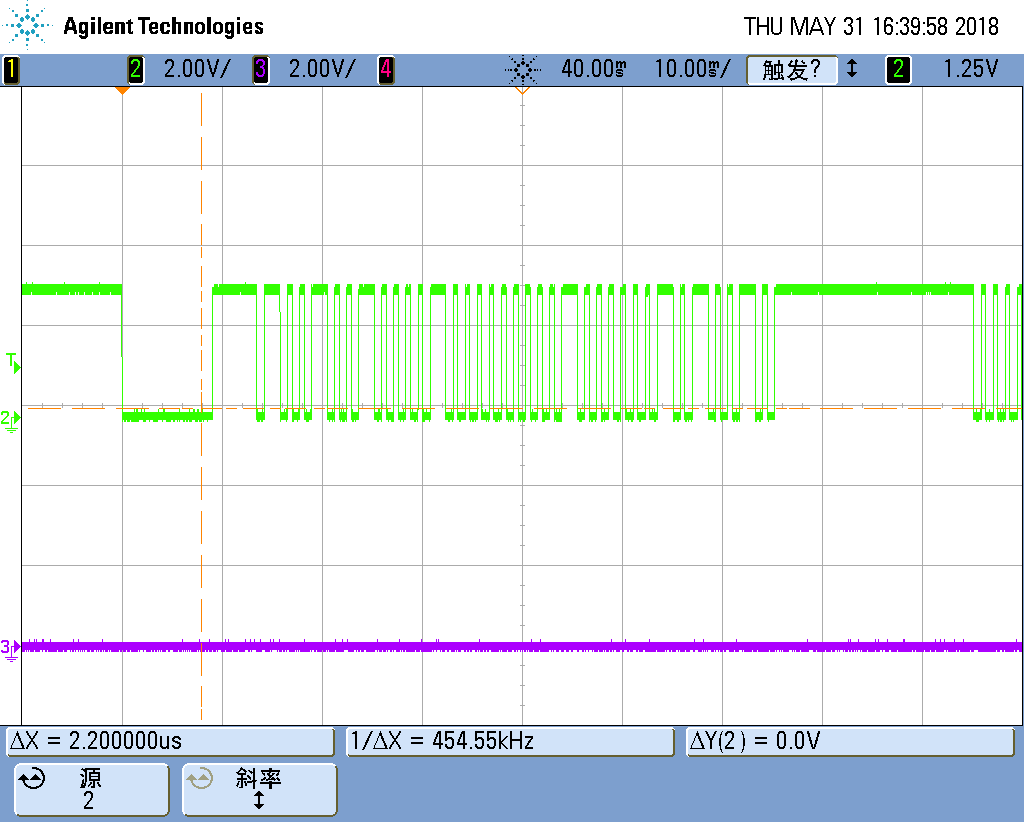 Agilent Technologies THU MAY 31 16:39:58 2018
1 2 2.00V/ 3 2.00V/ 4 40.00ms 10.00ms/ 触发? ↕ 2 1.25V
T
2
3
ΔX = 2.200000us 1/ΔX = 454.55kHz ΔY(2) = 0.0V
源 斜率
2 ↕